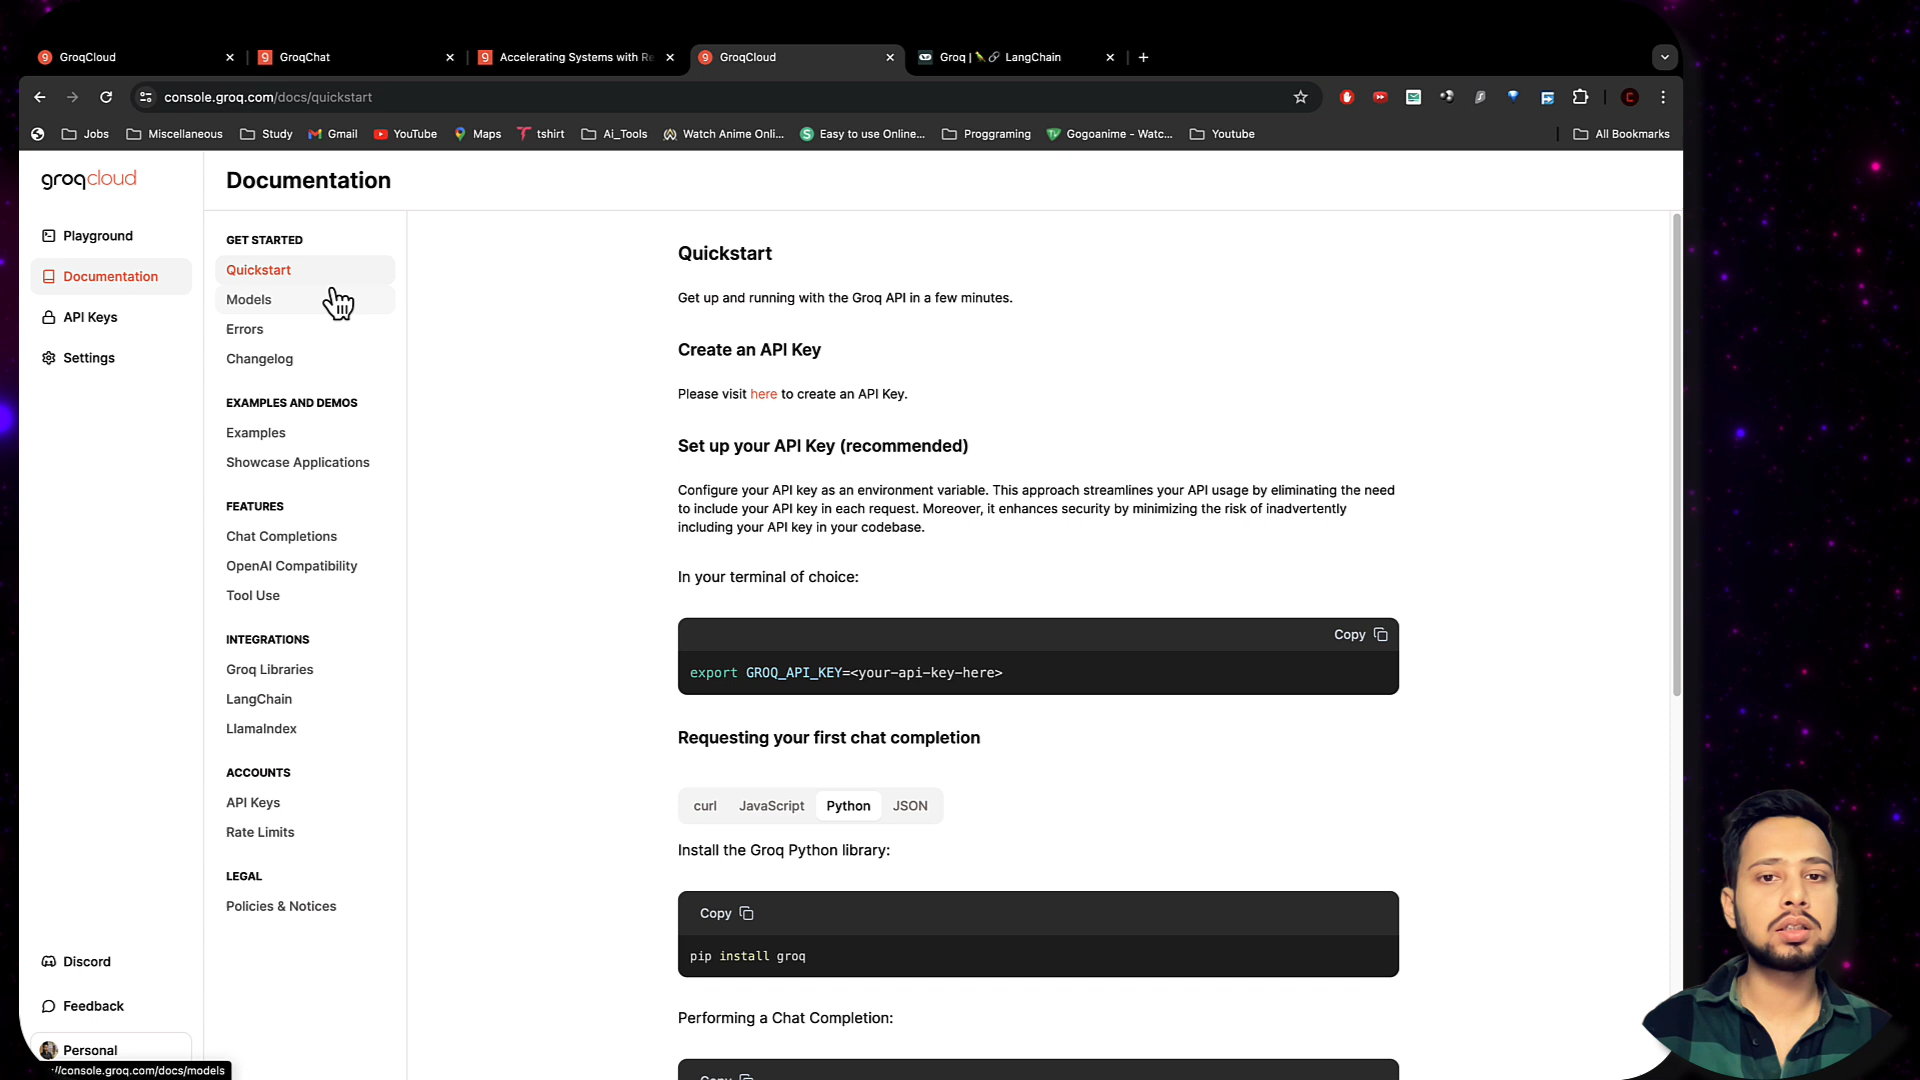 GroqCloud
GroqChat
Accelerating Systems with Re
GroqCloud
Groq | 🦜🔗 LangChain
console.groq.com/docs/quickstart
Jobs
Miscellaneous
Study
Gmail
YouTube
Maps
tshirt
Ai_Tools
Watch Anime Onli...
Easy to use Online...
Proggraming
Gogoanime - Watc...
Youtube
All Bookmarks
groqcloud
Playground
Documentation
API Keys
Settings
Documentation
GET STARTED
Quickstart
Models
Errors
Changelog
EXAMPLES AND DEMOS
Examples
Showcase Applications
FEATURES
Chat Completions
OpenAI Compatibility
Tool Use
INTEGRATIONS
Groq Libraries
LangChain
LlamaIndex
ACCOUNTS
API Keys
Rate Limits
LEGAL
Policies & Notices
Quickstart
Get up and running with the Groq API in a few minutes.
Create an API Key
Please visit here to create an API Key.
Set up your API Key (recommended)
Configure your API key as an environment variable. This approach streamlines your API usage by eliminating the need
to include your API key in each request. Moreover, it enhances security by minimizing the risk of inadvertently
including your API key in your codebase.
In your terminal of choice:
Copy
export GROQ_API_KEY=<your-api-key-here>
Requesting your first chat completion
curl JavaScript Python JSON
Install the Groq Python library:
Copy
pip install groq
Performing a Chat Completion:
Copy
Discord
Feedback
Personal
://console.groq.com/docs/models